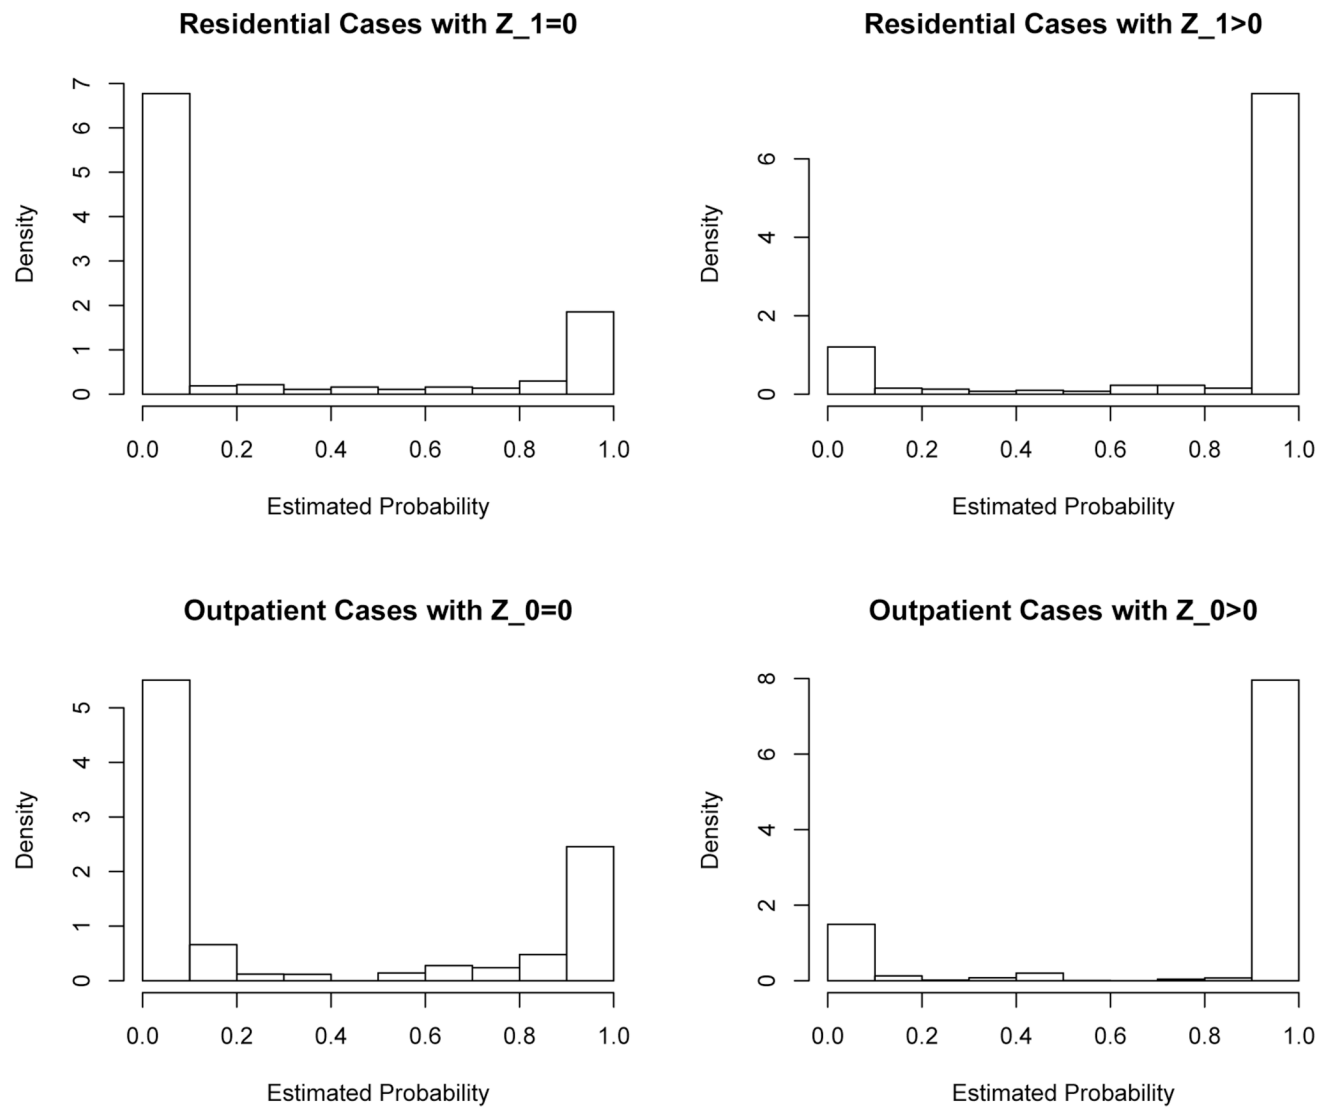 Residential Cases with Z_1=0
Density
7
6
5
4
3
2
1
0
0.0 0.2 0.4 0.6 0.8 1.0
Estimated Probability
Residential Cases with Z_1>0
Density
6
4
2
0
0.0 0.2 0.4 0.6 0.8 1.0
Estimated Probability
Outpatient Cases with Z_0=0
Density
5
4
3
2
1
0
0.0 0.2 0.4 0.6 0.8 1.0
Estimated Probability
Outpatient Cases with Z_0>0
Density
8
6
4
2
0
0.0 0.2 0.4 0.6 0.8 1.0
Estimated Probability